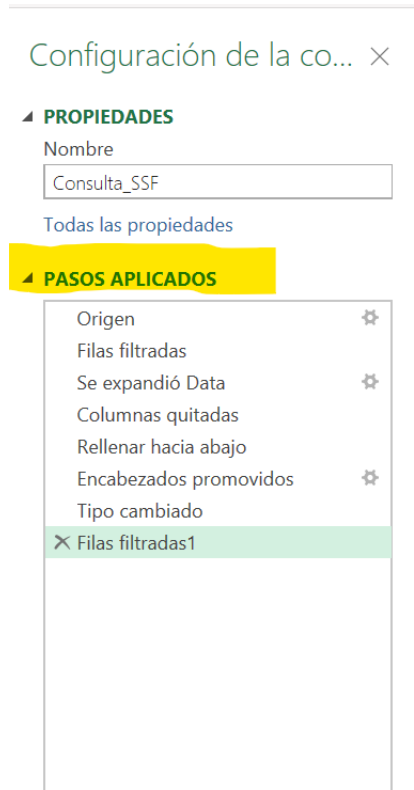 Configuración de la co...
PROPIEDADES
Nombre
Consulta_SSF
Todas las propiedades
PASOS APLICADOS
Origen
Filas filtradas
Se expandió Data
Columnas quitadas
Rellenar hacia abajo
Encabezados promovidos
Tipo cambiado
Filas filtradas1